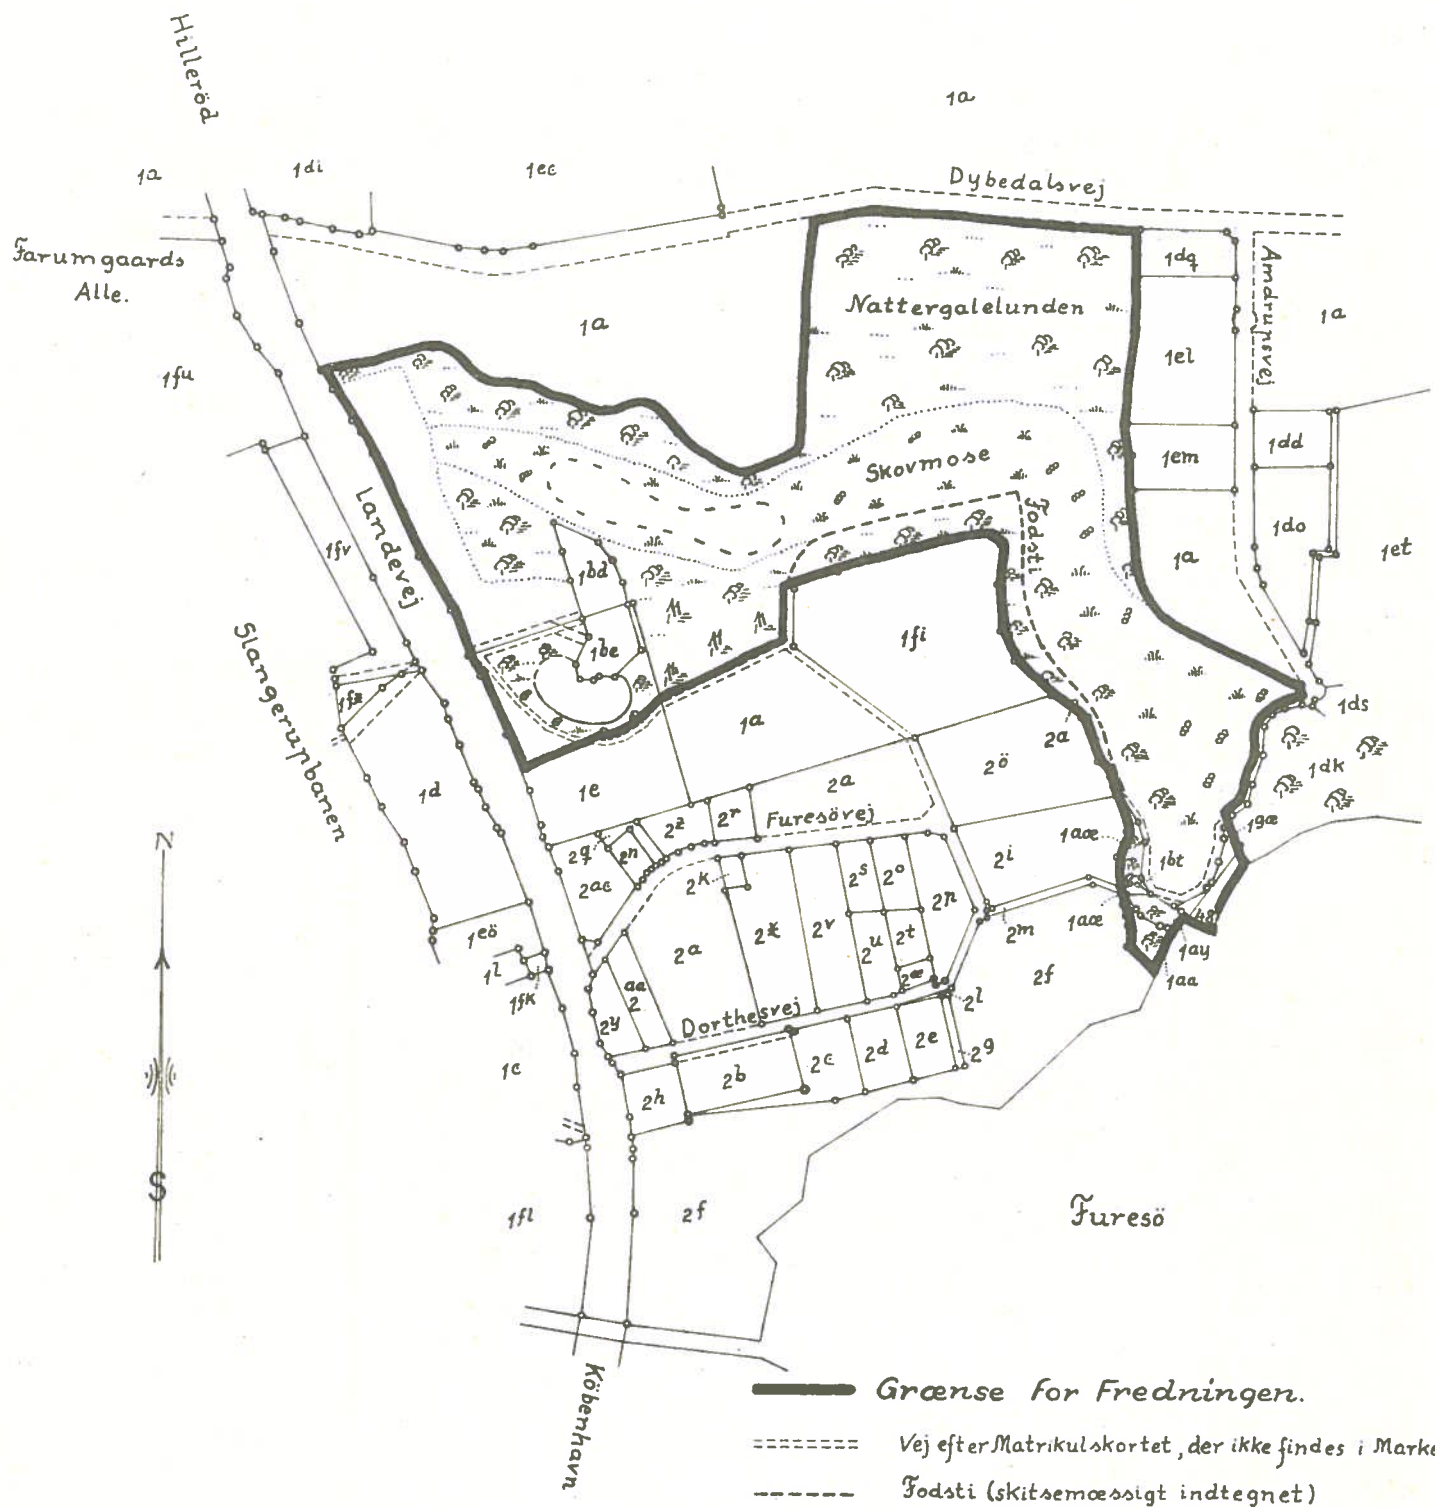 Hilleröd
1a
1a
1di
1ec
Dybedalsvej
Farumgaards
Alle.
1dq
Amdrupsvej
Nattergalelunden
1a
1a
1el
1fu
1dd
Skovmose
1em
Landevej
Fodsti
1do
1fv
1et
1bd
1a
Slangerupbanen
1be
1fi
1fz
1ds
1a
2a
2ö
1dk
1d
1e
2a
2z
2r
Furesövej
1gæ
2q
2n
1aæ
2i
1bt
2ac
2k
2s
2o
2n
1aæ
2m
48
1eö
2a
2x
2v
2u
2t
1ay
1l
2æ
2f
1aa
1fk
aa
2
2l
2y
Dorthesvej
1c
2b
2c
2d
2e
2g
2h
S
1fl
2f
Furesö
N
København
Grænse for Fredningen.
Vej efter Matrikulskortet, der ikke findes i Marke
Fodsti (skitsemæssigt indtegnet)